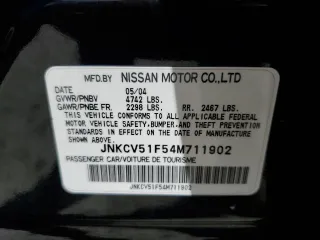 MFD.BY NISSAN MOTOR CO.,LTD
05/04
GVWR/PNBV 4742 LBS.
GAWR/PNBE FR. 2298 LBS. RR. 2467 LBS.
THIS VEHICLE CONFORMS TO ALL APPLICABLE FEDERAL
MOTOR VEHICLE SAFETY, BUMPER, AND THEFT PREVENTION
STANDARDS IN EFFECT ON THE DATE OF MANUFACTURE
SHOWN ABOVE.
JNKCV51F54M711902
PASSENGER CAR/VOITURE DE TOURISME
JNKCV51F54M711902